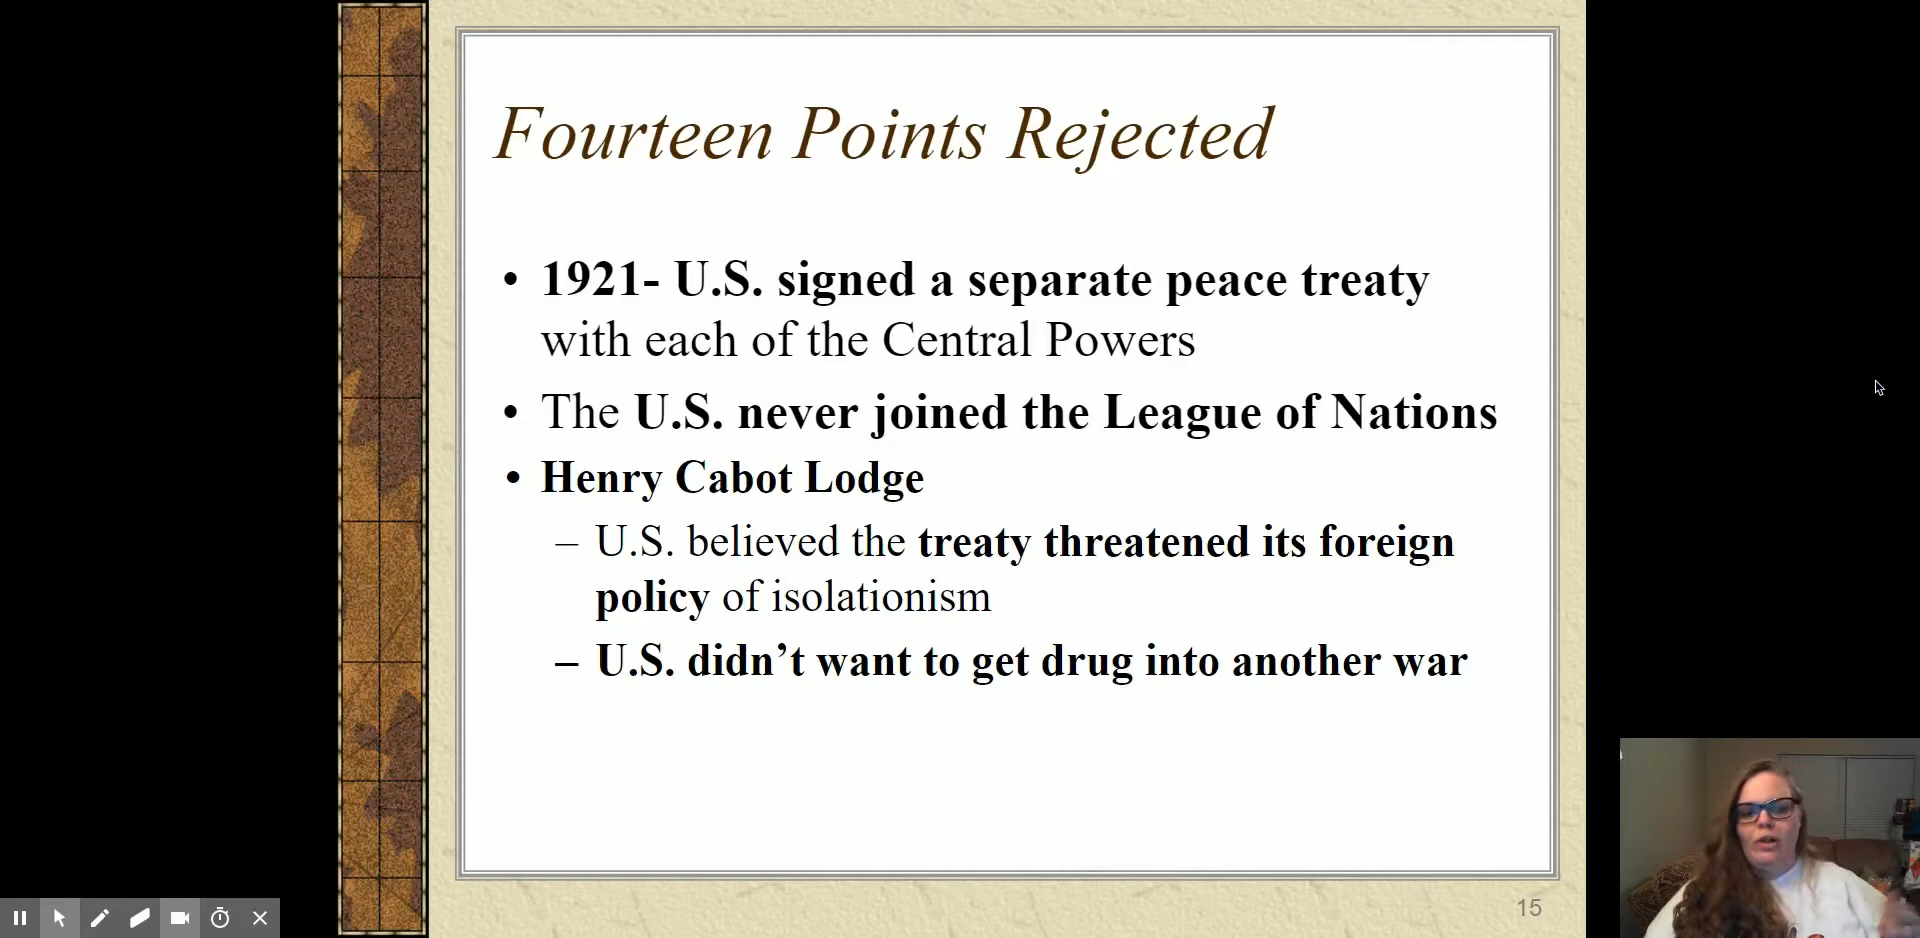 Fourteen Points Rejected
• 1921- U.S. signed a separate peace treaty
with each of the Central Powers
• The U.S. never joined the League of Nations
• Henry Cabot Lodge
– U.S. believed the treaty threatened its foreign
policy of isolationism
– U.S. didn’t want to get drug into another war
15